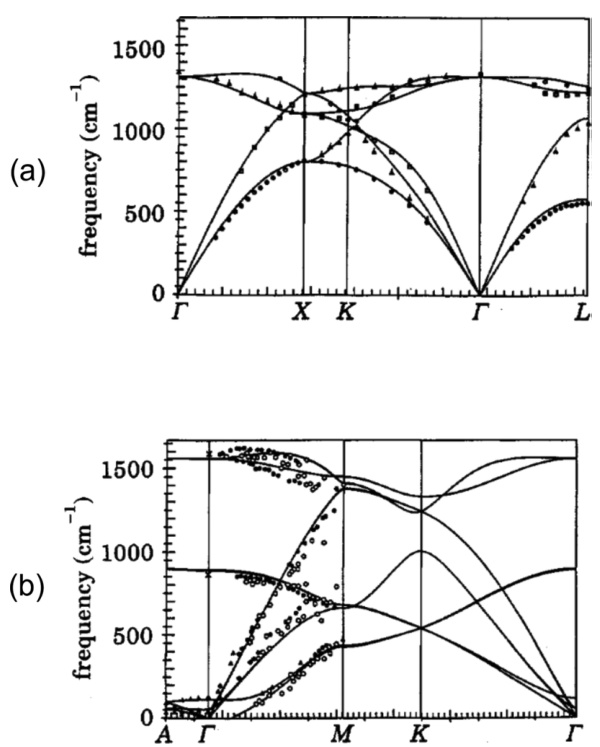 (a)
frequency (cm⁻¹)
1500
1000
500
0
Γ X K Γ L
(b)
frequency (cm⁻¹)
1500
1000
500
0
A Γ M K Γ